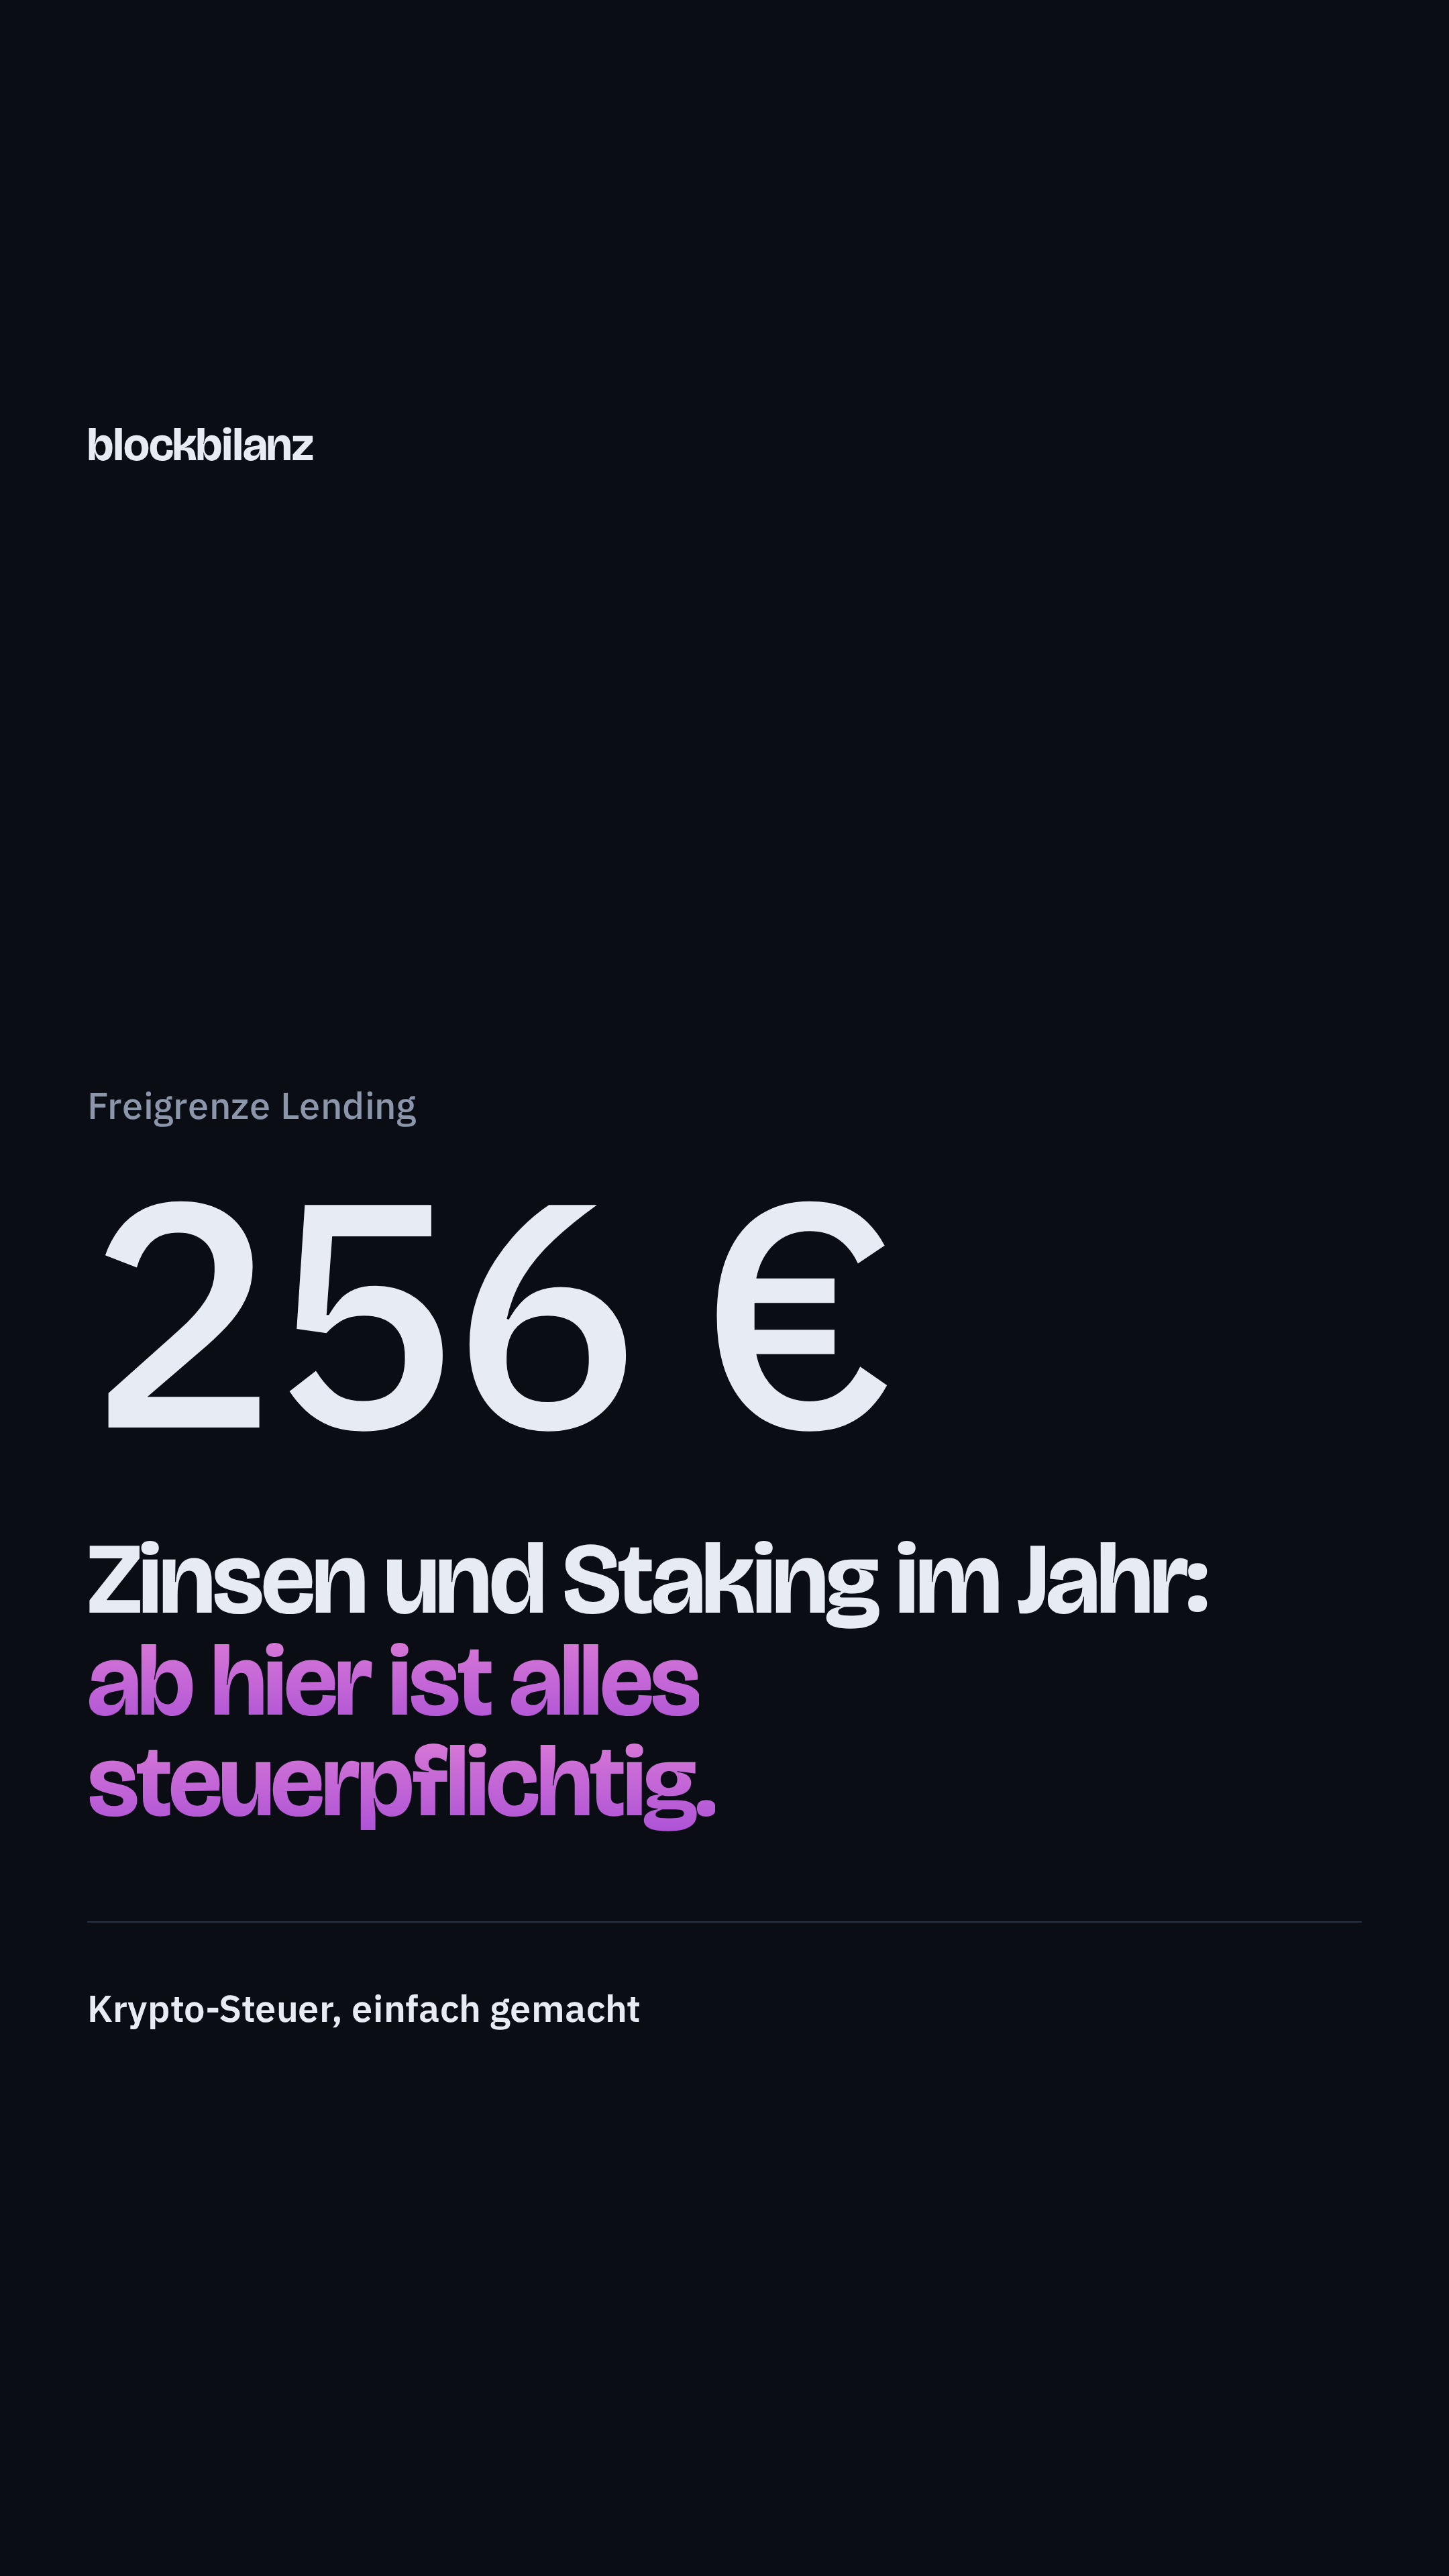 blockbilanz
Freigrenze Lending
256 €
Zinsen und Staking im Jahr:
ab hier ist alles
steuerpflichtig.
Krypto-Steuer, einfach gemacht